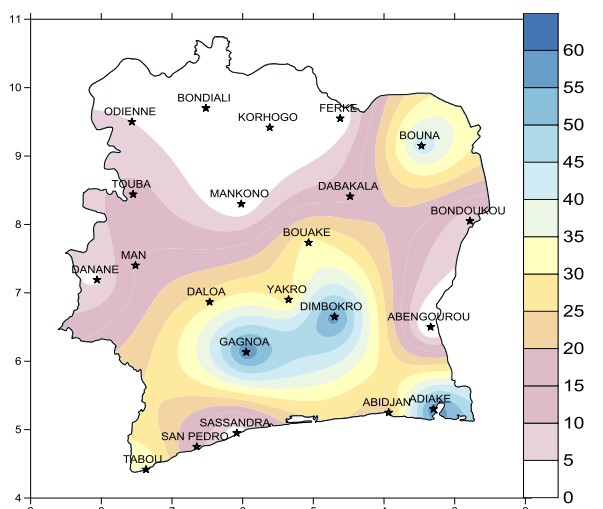 11
10
9
8
7
6
5
4
BONDIALI
ODIENNE
KORHOGO
FERKE
BOUNA
TOUBA
MANKONO
DABAKALA
BONDOUKOU
BOUAKE
MAN
DANANE
DALOA
YAKRO
DIMBOKRO
ABENGOUROU
GAGNOA
ABIDJAN
ADIAKE
SASSANDRA
SAN PEDRO
TABOU
60
55
50
45
40
35
30
25
20
15
10
5
0